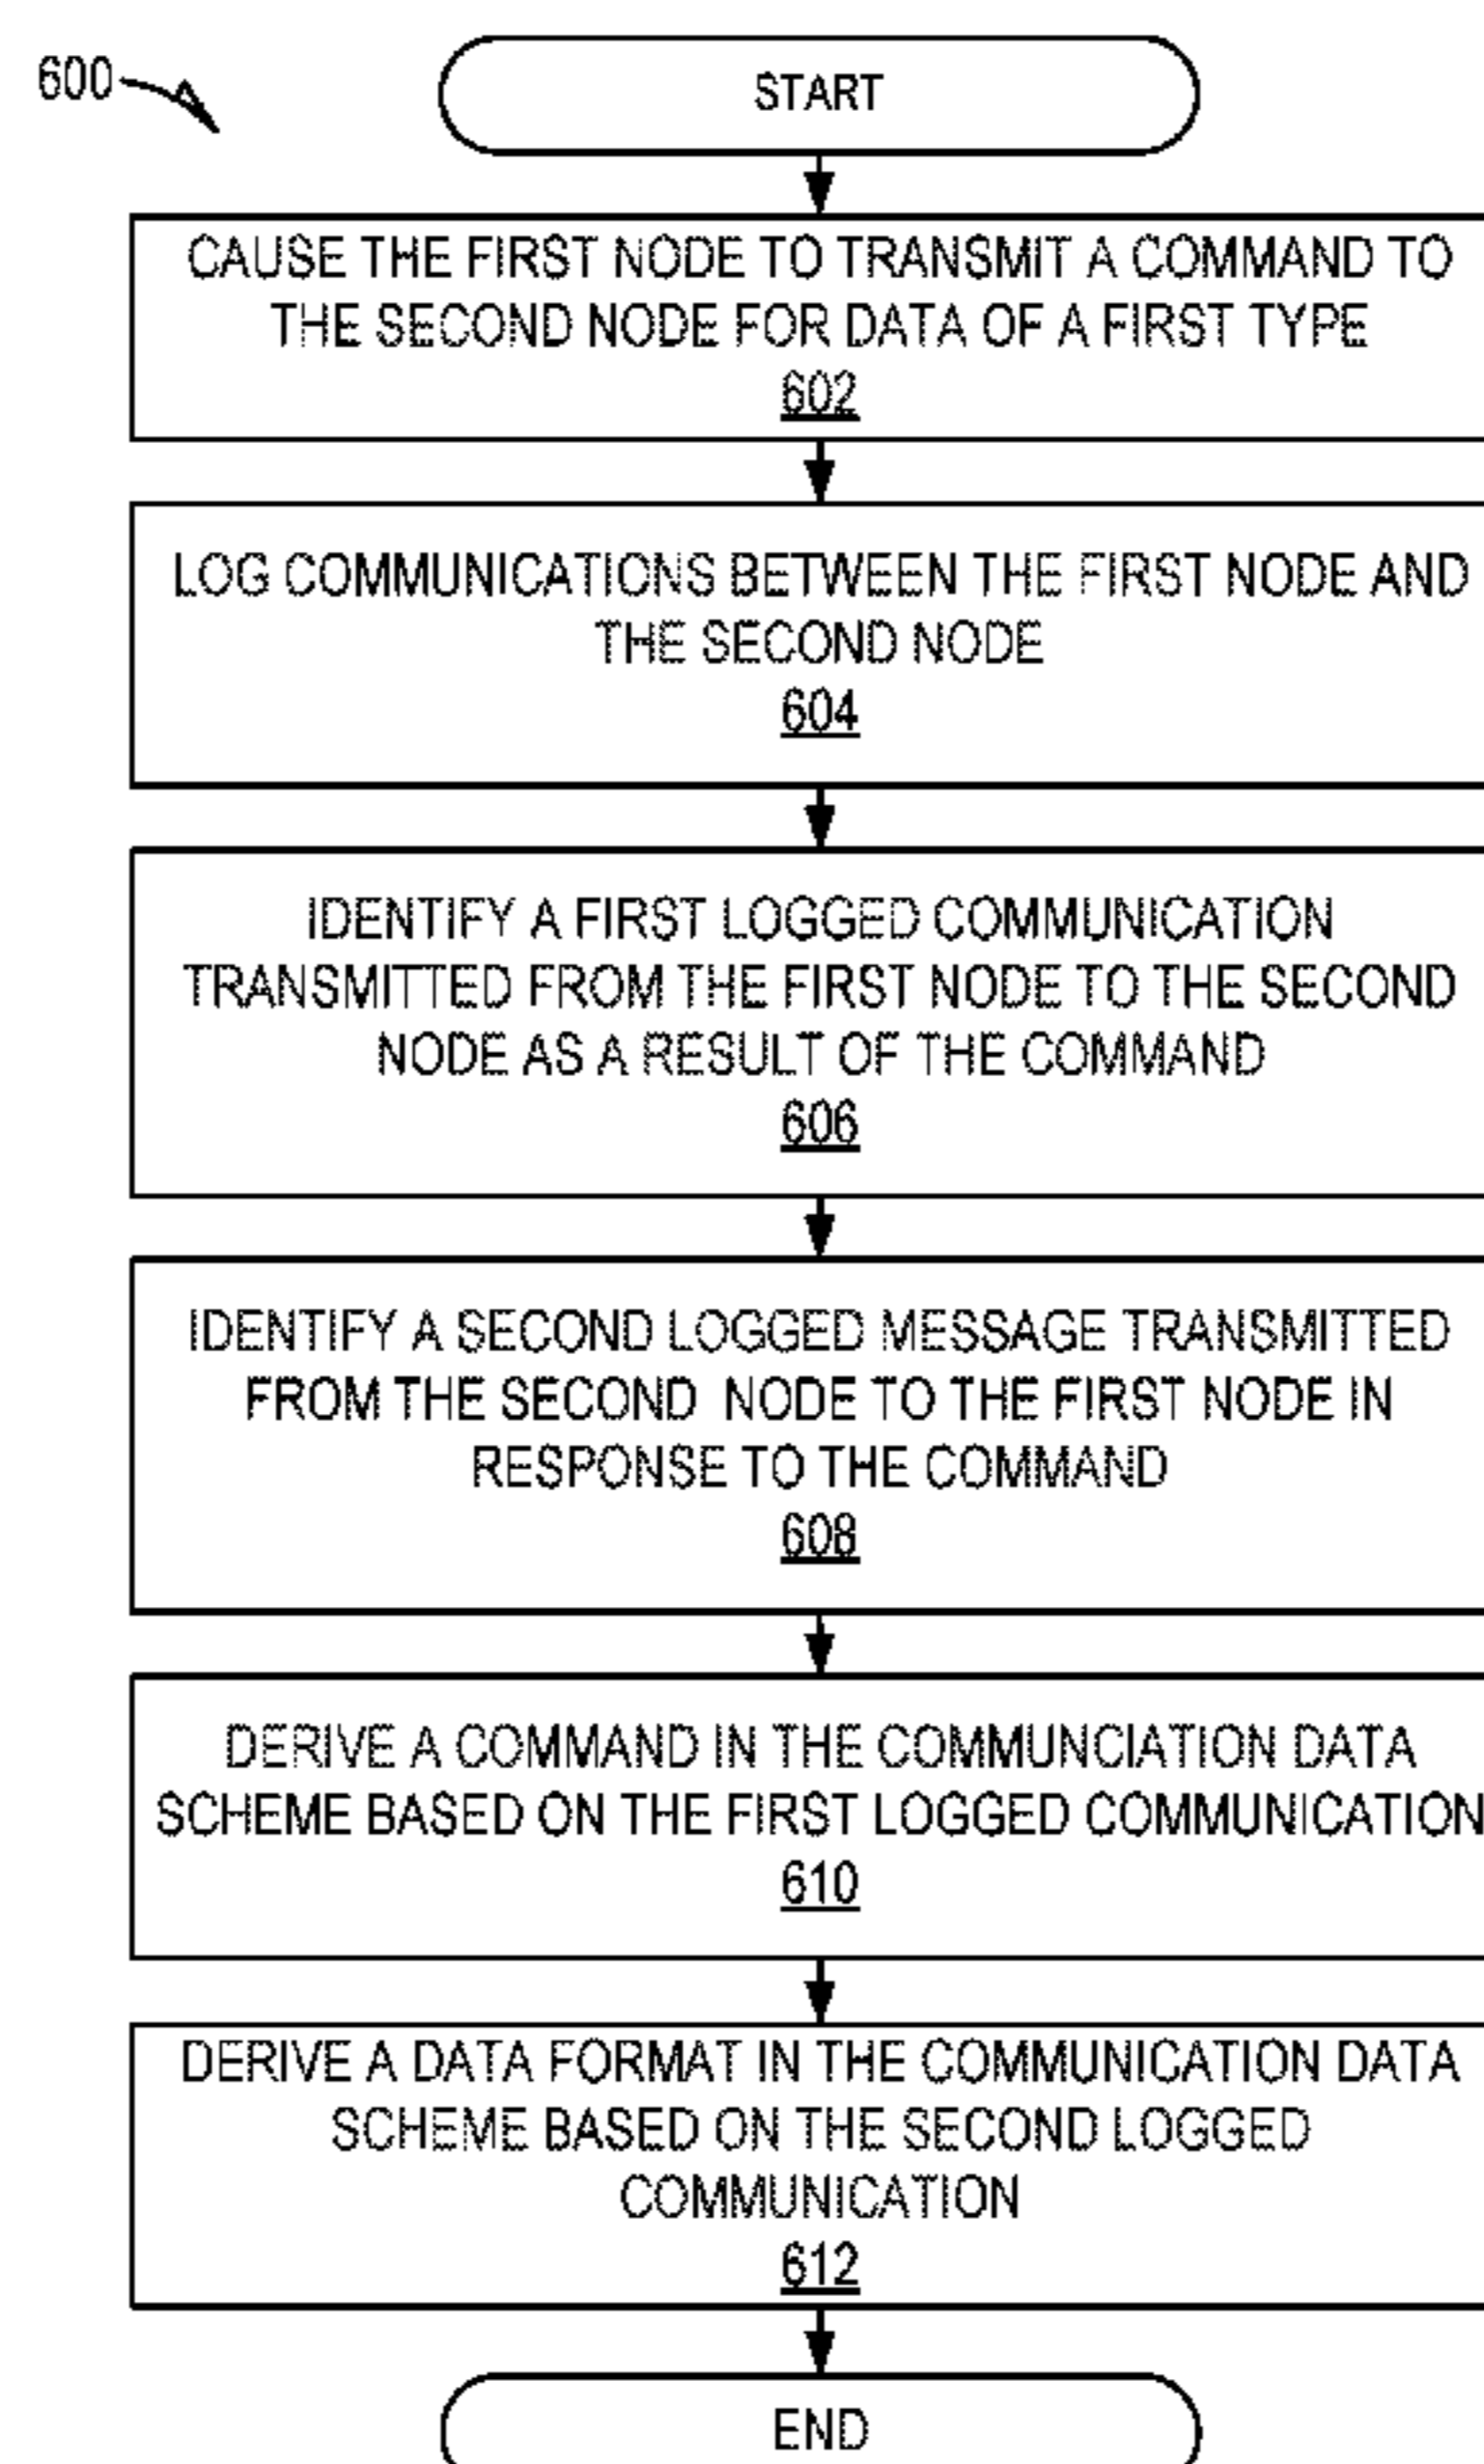 600
START
CAUSE THE FIRST NODE TO TRANSMIT A COMMAND TO
THE SECOND NODE FOR DATA OF A FIRST TYPE
602
LOG COMMUNICATIONS BETWEEN THE FIRST NODE AND
THE SECOND NODE
604
IDENTIFY A FIRST LOGGED COMMUNICATION
TRANSMITTED FROM THE FIRST NODE TO THE SECOND
NODE AS A RESULT OF THE COMMAND
606
IDENTIFY A SECOND LOGGED MESSAGE TRANSMITTED
FROM THE SECOND NODE TO THE FIRST NODE IN
RESPONSE TO THE COMMAND
608
DERIVE A COMMAND IN THE COMMUNCIATION DATA
SCHEME BASED ON THE FIRST LOGGED COMMUNICATION
610
DERIVE A DATA FORMAT IN THE COMMUNICATION DATA
SCHEME BASED ON THE SECOND LOGGED
COMMUNICATION
612
END